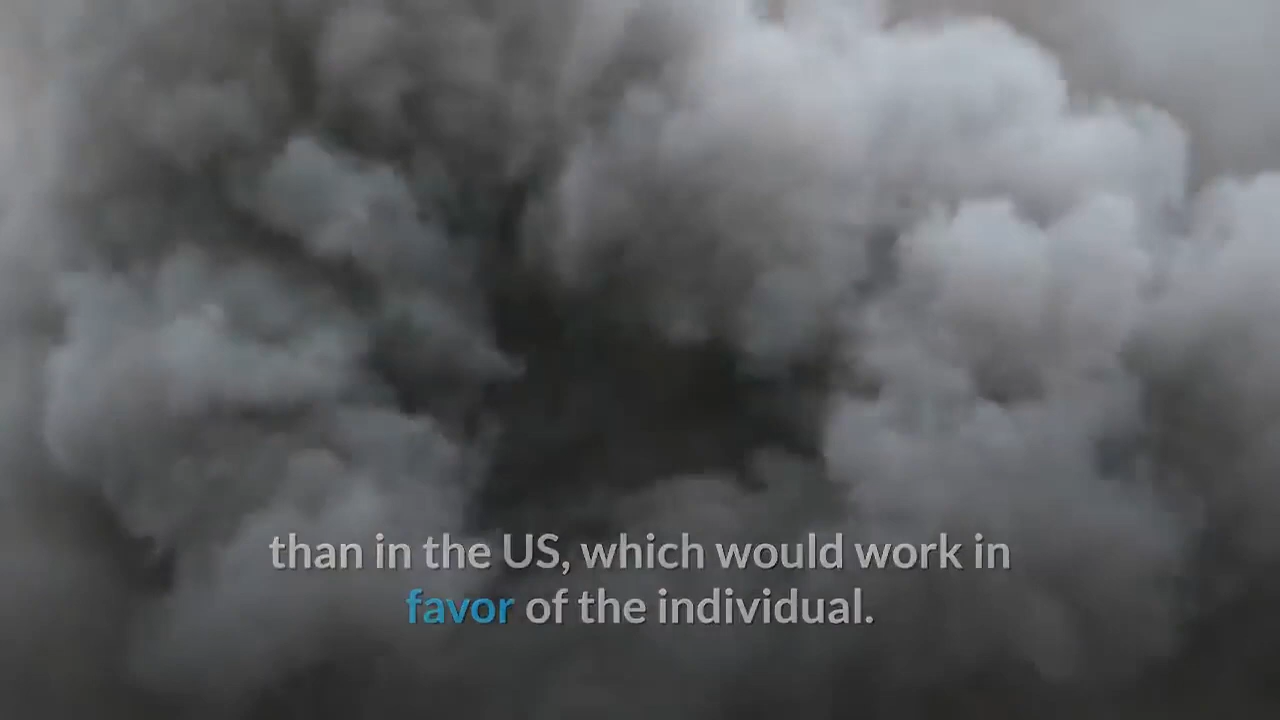 than in the US, which would work in
favor of the individual.